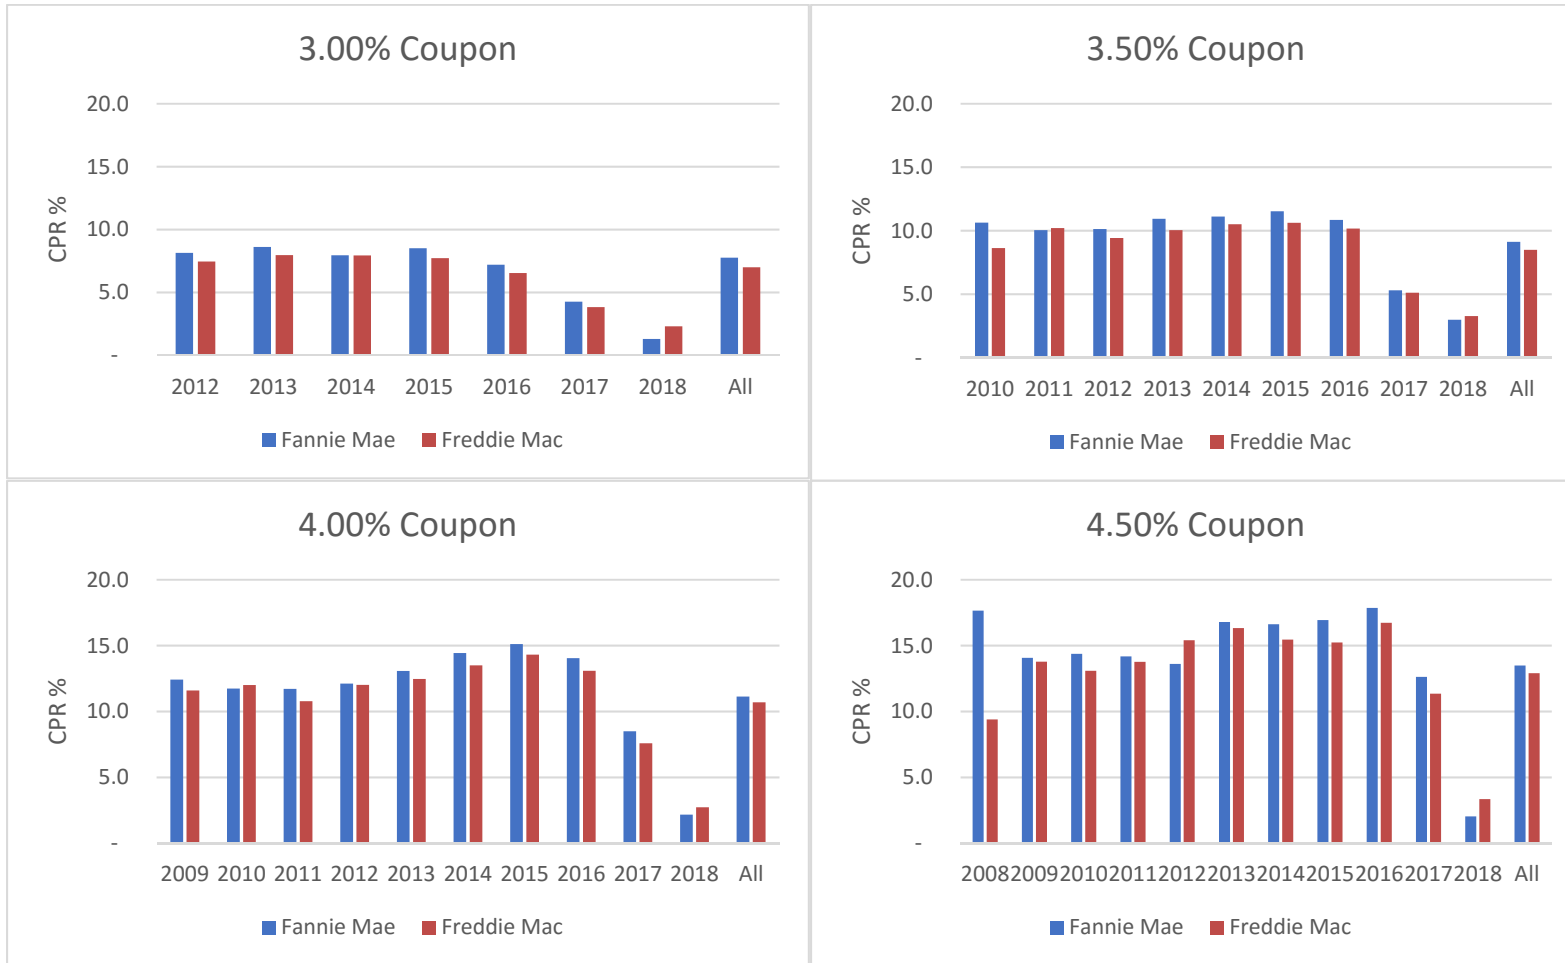 3.00% Coupon
20.0
15.0
10.0
5.0
-
CPR %
2012 2013 2014 2015 2016 2017 2018 All
Fannie Mae Freddie Mac
3.50% Coupon
20.0
15.0
10.0
5.0
-
CPR %
2010 2011 2012 2013 2014 2015 2016 2017 2018 All
Fannie Mae Freddie Mac
4.00% Coupon
20.0
15.0
10.0
5.0
-
CPR %
2009 2010 2011 2012 2013 2014 2015 2016 2017 2018 All
Fannie Mae Freddie Mac
4.50% Coupon
20.0
15.0
10.0
5.0
-
CPR %
2008 2009 2010 2011 2012 2013 2014 2015 2016 2017 2018 All
Fannie Mae Freddie Mac